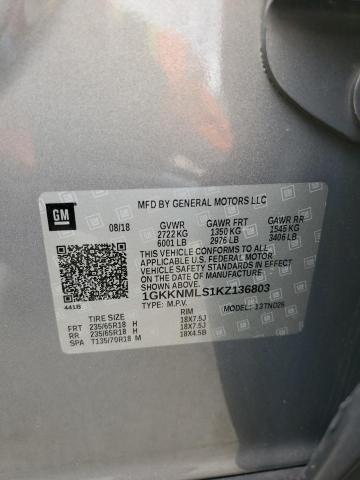 GM
MFD BY GENERAL MOTORS LLC
08/18 GVWR GAWR FRT GAWR RR
2722 KG 1350 KG 1545 KG
6001 LB 2976 LB 3406 LB
THIS VEHICLE CONFORMS TO ALL APPLICABLE
U.S. FEDERAL MOTOR VEHICLE
SAFETY STANDARDS IN EFFECT
ON THE DATE OF MANUFACTURE
SHOWN ABOVE.
1GKKNMLS1KZ136803
441B TYPE: M.P.V. MODEL: 13TN026
TIRE SIZE RIM
FRT 235/65R18 H 18X7.5J
RR 235/65R18 H 18X7.5J
SPA T135/70R18 M 18X4.5B